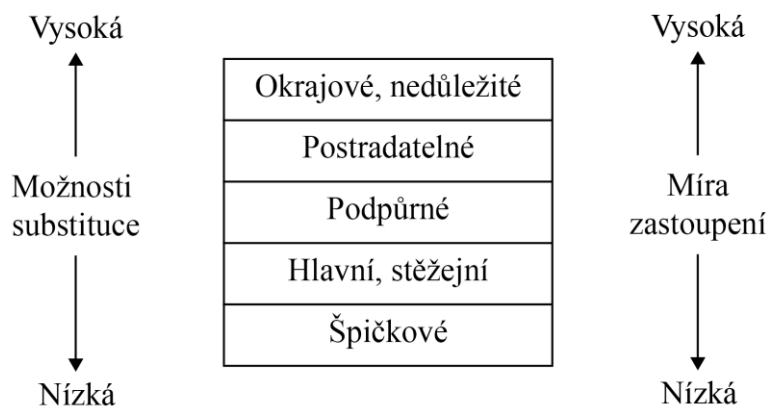 Vysoká
Vysoká
Okrajové, nedůležité
Postradatelné
Možnosti
substituce
Podpůrné
Míra
zastoupení
Hlavní, stěžejní
Špičkové
Nízká
Nízká